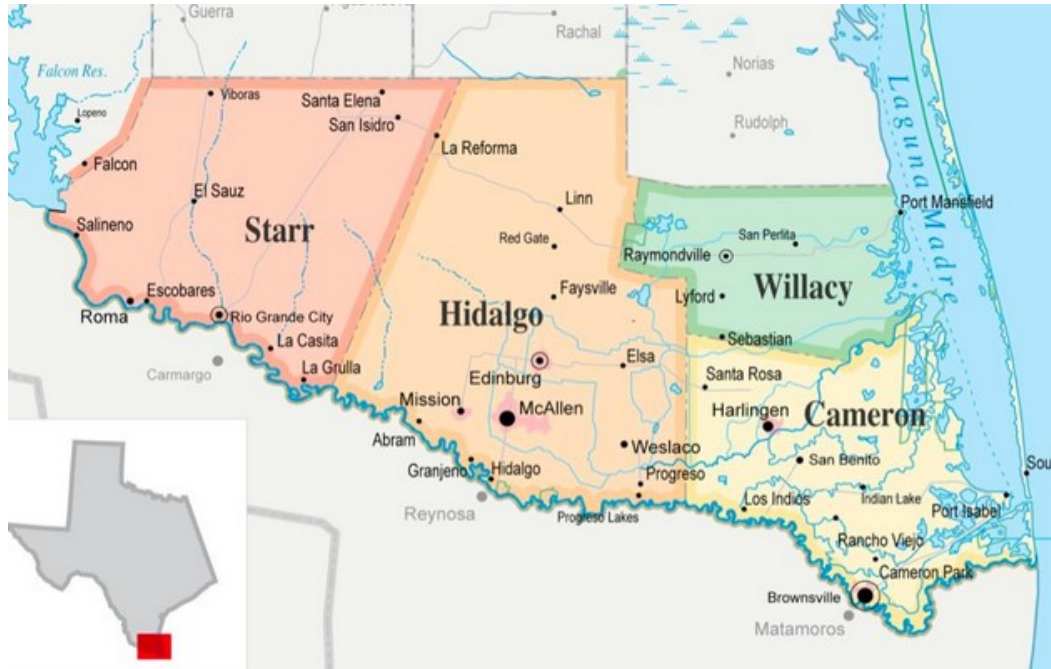 Guerra
Rachal
Falcon Res.
Norias
Lopeno
Viboras
Santa Elena
San Isidro
Rudolph
La Reforma
Falcon
El Sauz
Linn
Laguna Madre
Port Mansfield
Salineno
Starr
Red Gate
San Perlita
Raymondville
Escobares
Roma
Rio Grande City
Faysville
Lyford
Willacy
Hidalgo
Sebastian
La Casita
Carmargo
La Grulla
Elsa
Edinburg
Santa Rosa
Mission
McAllen
Harlingen
Cameron
Abram
Weslaco
San Benito
Granjeno
Hidalgo
Progreso
Sou
Reynosa
Progreso Lakes
Los Indios
Indian Lake
Port Isabel
Rancho Viejo
Cameron Park
Brownsville
Matamoros